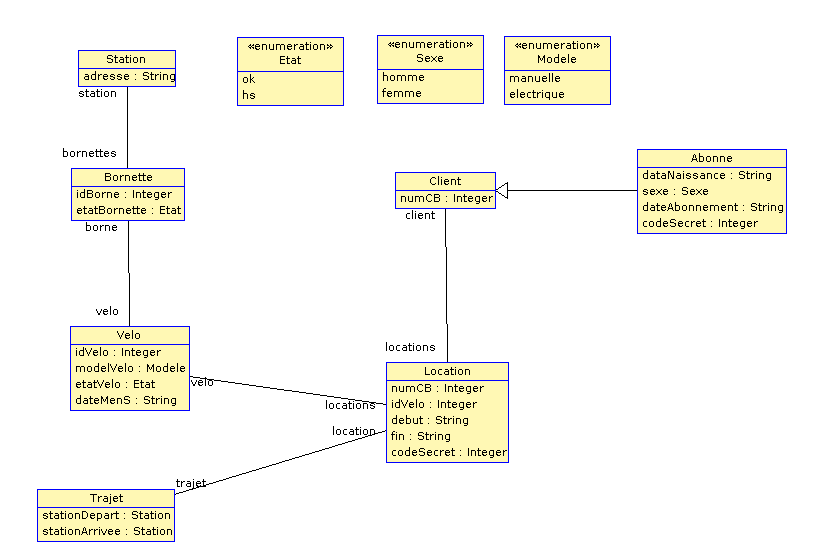 Station
adresse : String
station
«enumeration»
Etat
ok
hs
«enumeration»
Sexe
homme
femme
«enumeration»
Modele
manuelle
electrique
bornettes
Bornette
idBorne : Integer
etatBornette : Etat
borne
Client
numCB : Integer
client
Abonne
dataNaissance : String
sexe : Sexe
dateAbonnement : String
codeSecret : Integer
velo
Velo
idVelo : Integer
modelVelo : Modele
etatVelo : Etat
dateMenS : String
velo
locations
Location
numCB : Integer
idVelo : Integer
debut : String
fin : String
codeSecret : Integer
locations
location
trajet
Trajet
stationDepart : Station
stationArrivee : Station